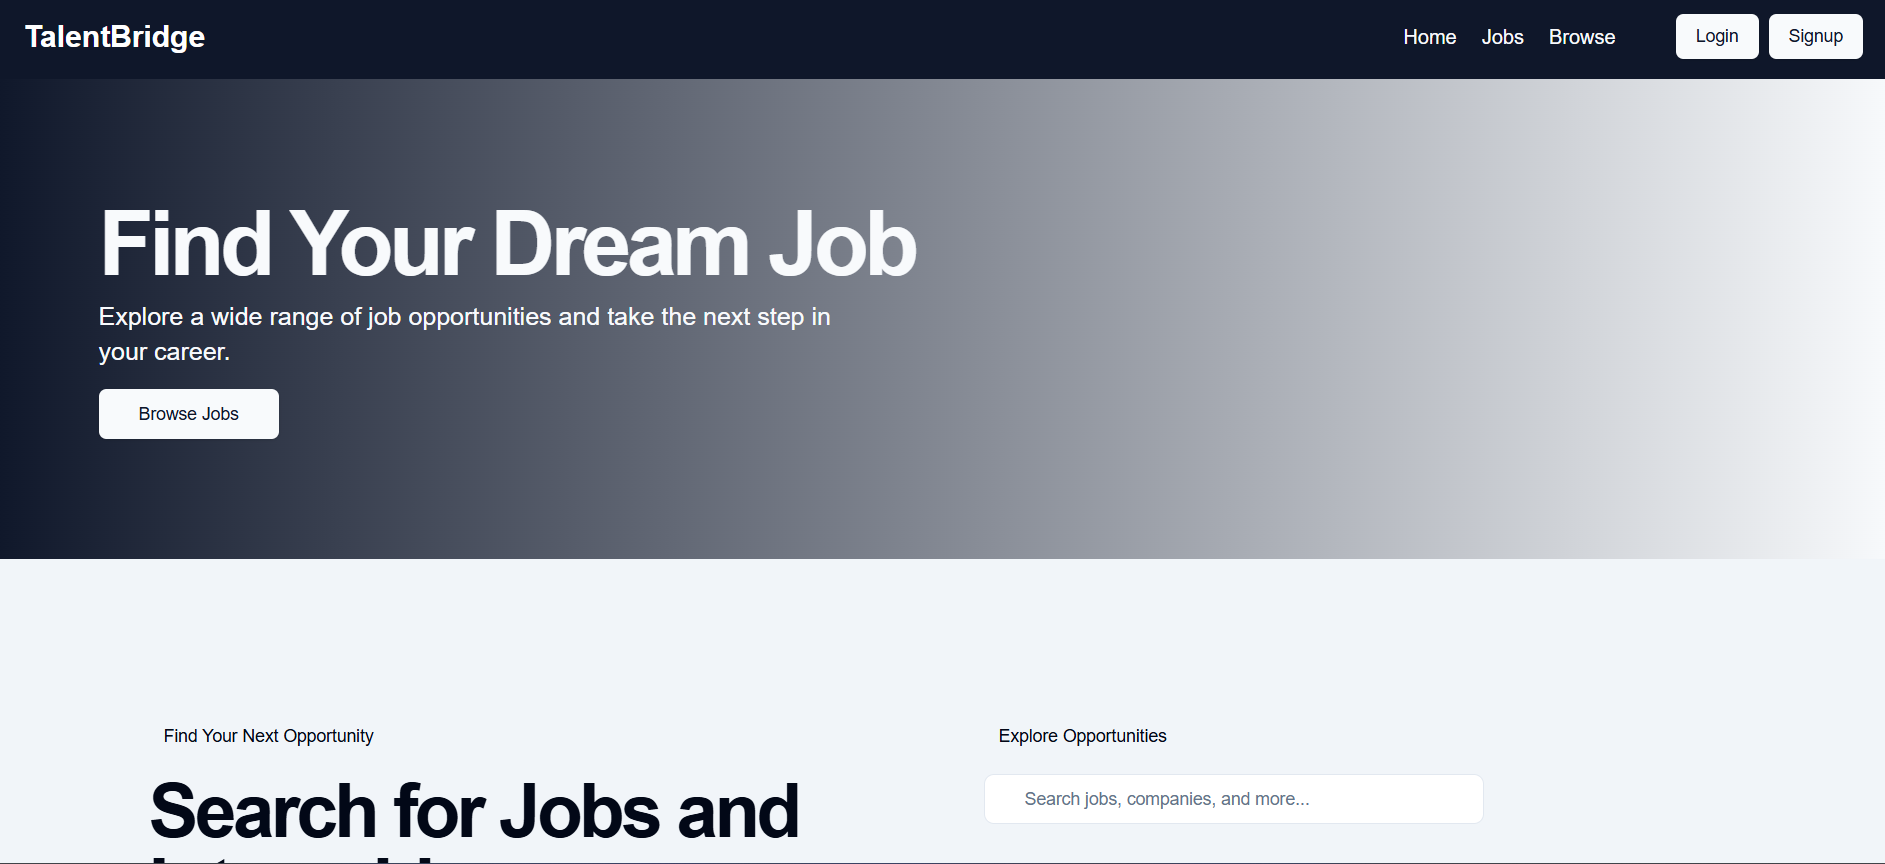 TalentBridge
Home Jobs Browse Login Signup
Find Your Dream Job
Explore a wide range of job opportunities and take the next step in
your career.
Browse Jobs
Find Your Next Opportunity
Explore Opportunities
Search for Jobs and
Search jobs, companies, and more...